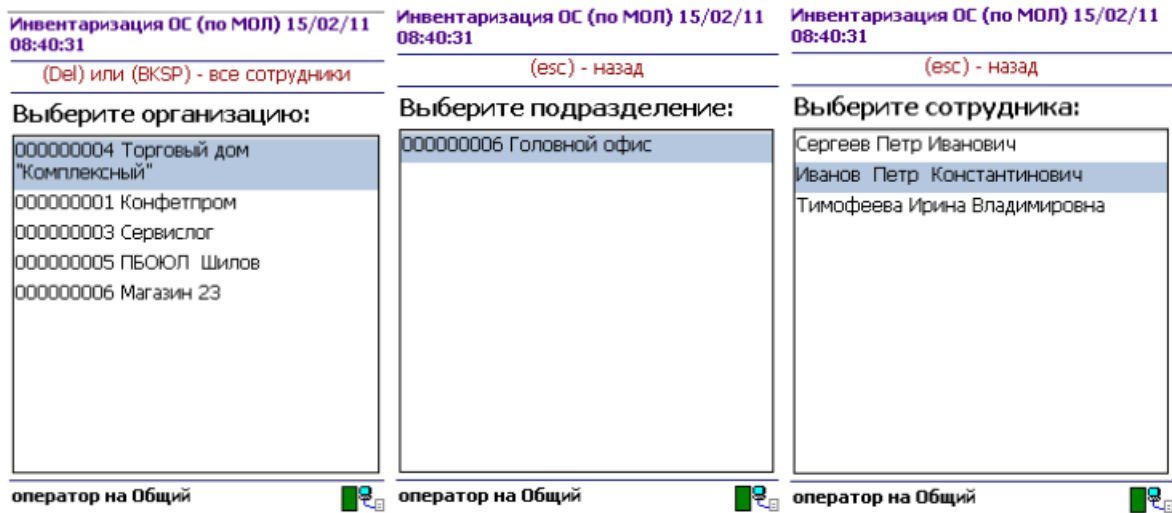 Инвентаризация ОС (по МОЛ) 15/02/11
08:40:31
(Del) или (BKSP) - все сотрудники
Выберите организацию:
000000004 Торговый дом
"Комплексный"
000000001 Конфетпром
000000003 Сервислог
000000005 ПБОЮЛ Шилов
000000006 Магазин 23
оператор на Общий
Инвентаризация ОС (по МОЛ) 15/02/11
08:40:31
(esc) - назад
Выберите подразделение:
000000006 Головной офис
оператор на Общий
Инвентаризация ОС (по МОЛ) 15/02/11
08:40:31
(esc) - назад
Выберите сотрудника:
Сергеев Петр Иванович
Иванов Петр Константинович
Тимофеева Ирина Владимировна
оператор на Общий